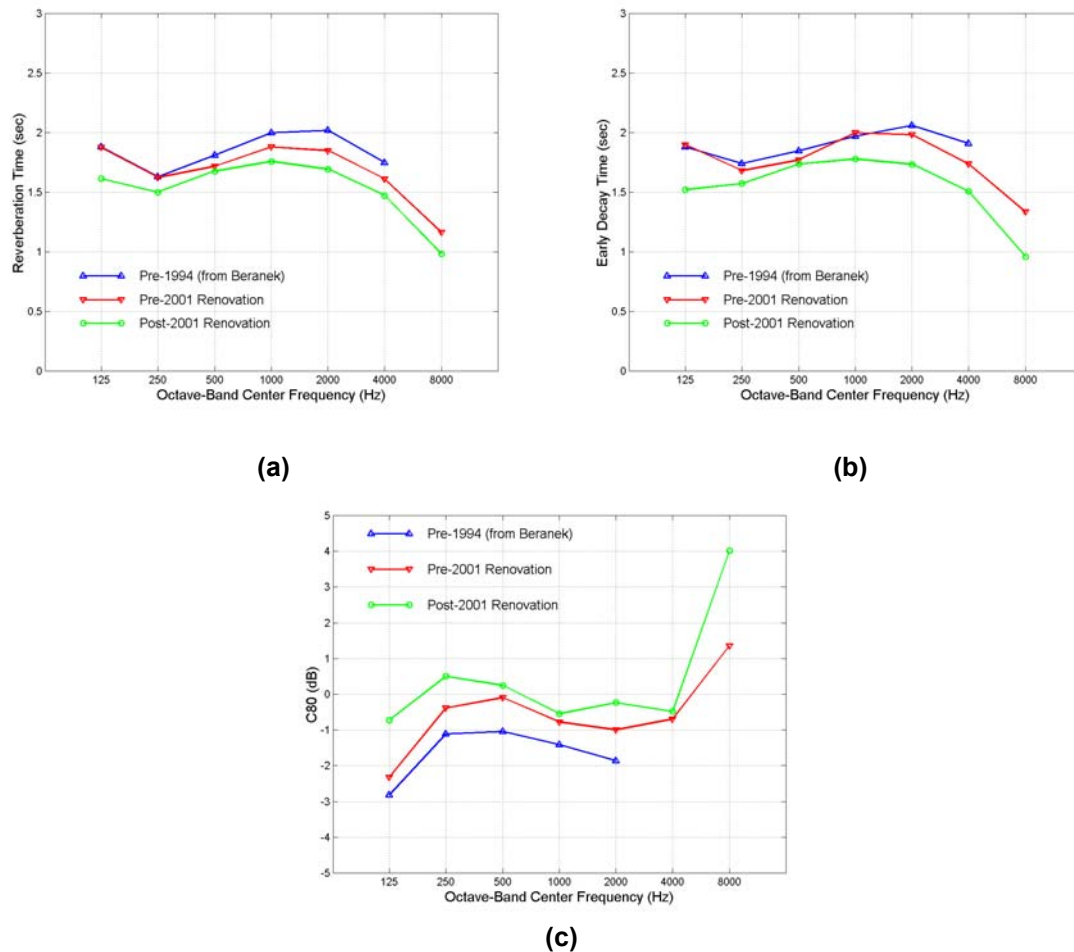 3
2.5
2
1.5
1
0.5
0
Reverberation Time (sec)
Pre-1994 (from Beranek)
Pre-2001 Renovation
Post-2001 Renovation
125 250 500 1000 2000 4000 8000
Octave-Band Center Frequency (Hz)
(a)
3
2.5
2
1.5
1
0.5
0
Early Decay Time (sec)
Pre-1994 (from Beranek)
Pre-2001 Renovation
Post-2001 Renovation
125 250 500 1000 2000 4000 8000
Octave-Band Center Frequency (Hz)
(b)
5
4
3
2
1
0
-1
-2
-3
-4
-5
C80 (dB)
Pre-1994 (from Beranek)
Pre-2001 Renovation
Post-2001 Renovation
125 250 500 1000 2000 4000 8000
Octave-Band Center Frequency (Hz)
(c)